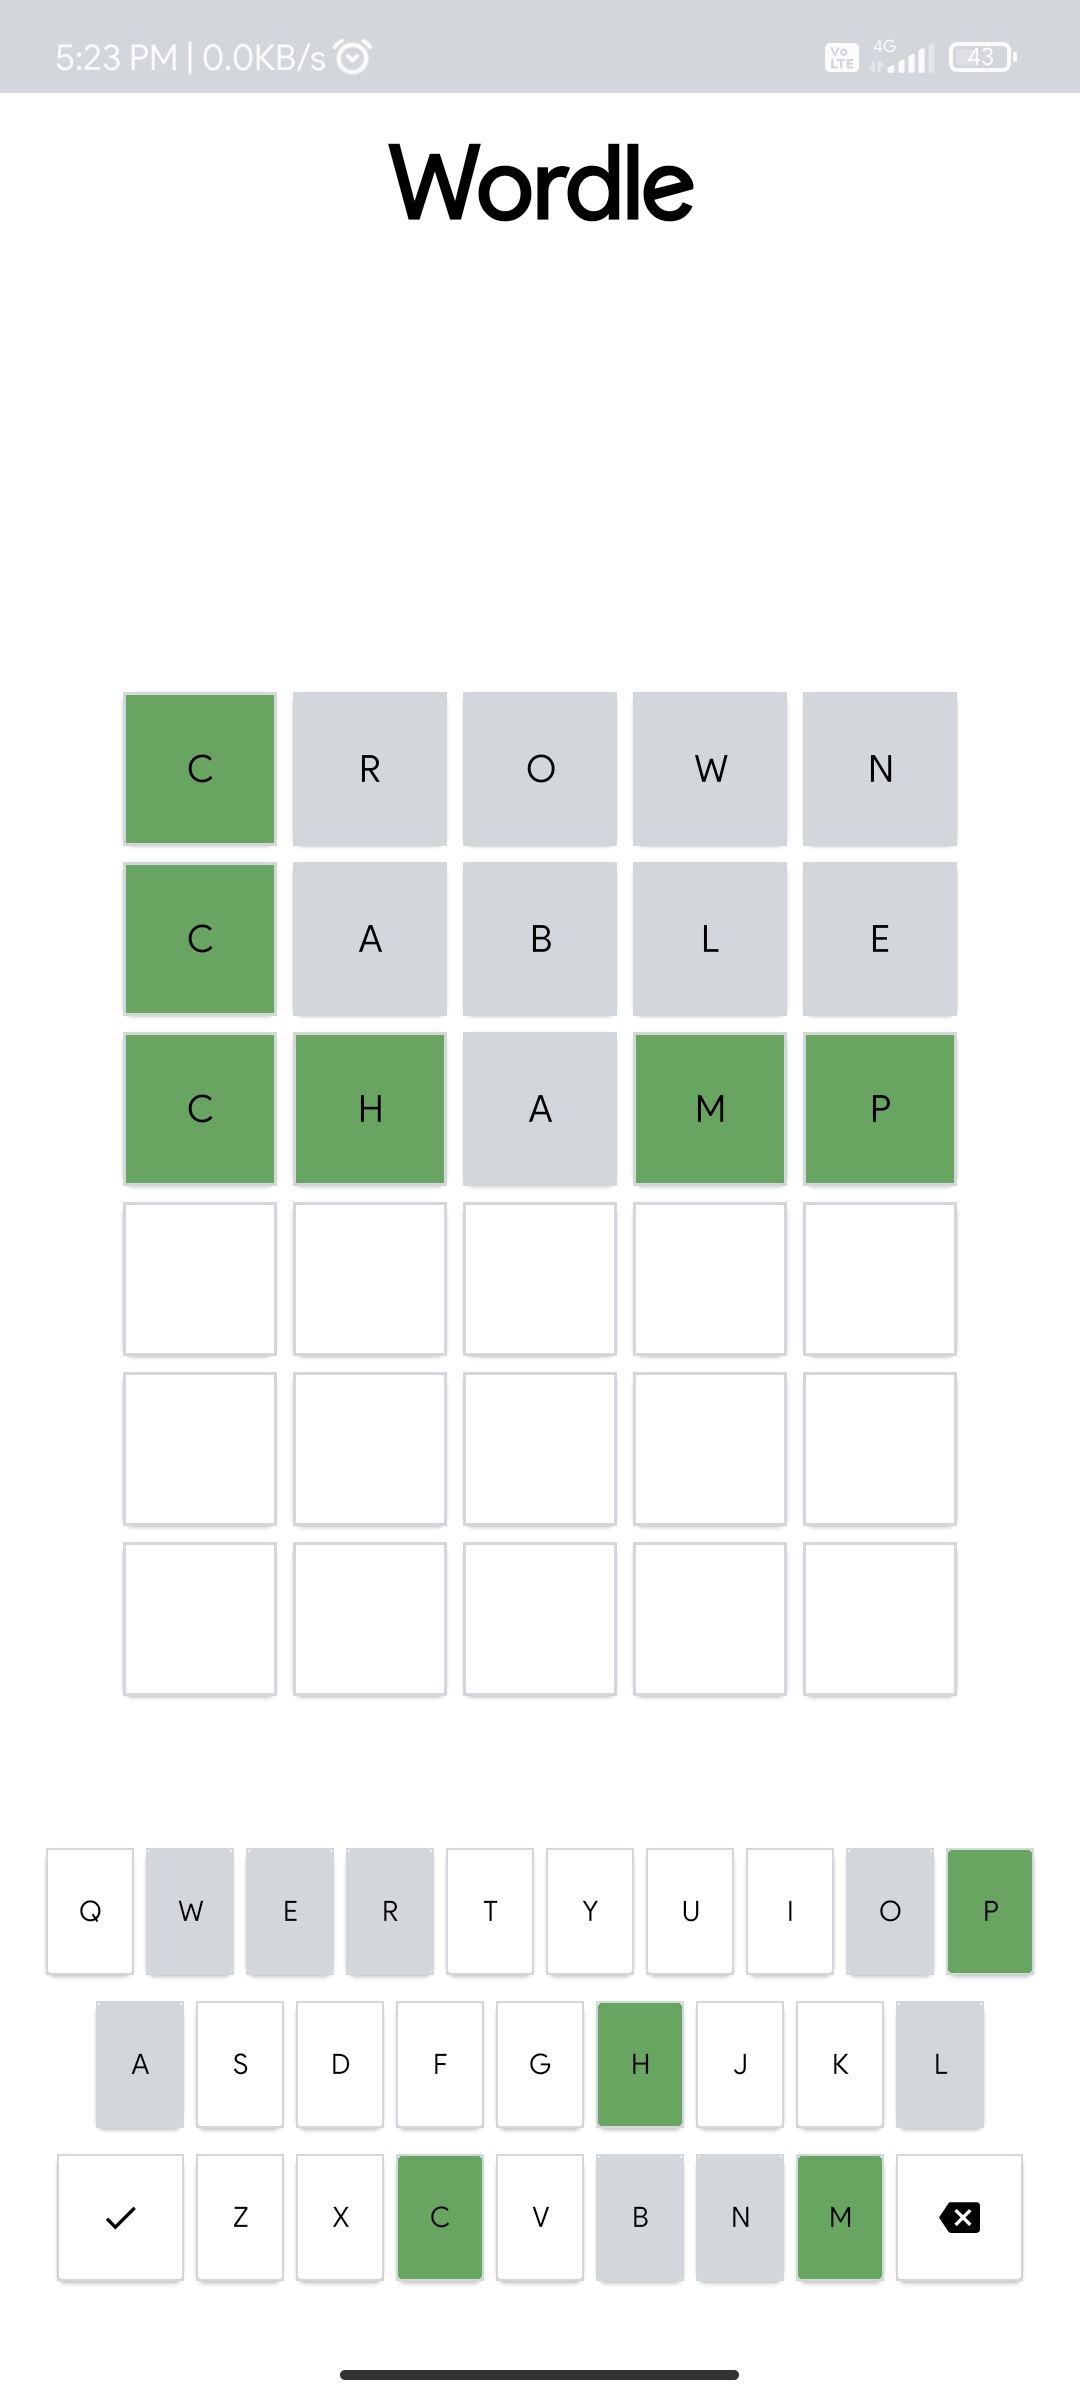 5:23 PM | 0.0KB/s
Vo LTE 4G 43
Wordle
C R O W N
C A B L E
C H A M P
Q W E R T Y U I O P
A S D F G H J K L
Z X C V B N M